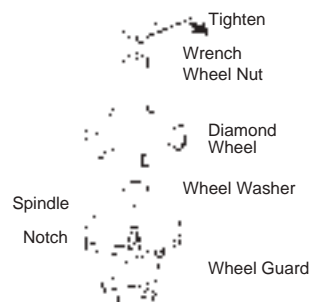 Tighten
Wrench
Wheel Nut
Diamond
Wheel
Wheel Washer
Spindle
Notch
Wheel Guard